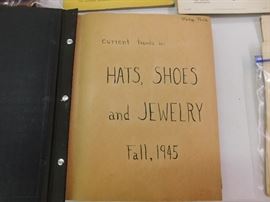 Current Trends in:
HATS, SHOES
and JEWELRY
Fall, 1945